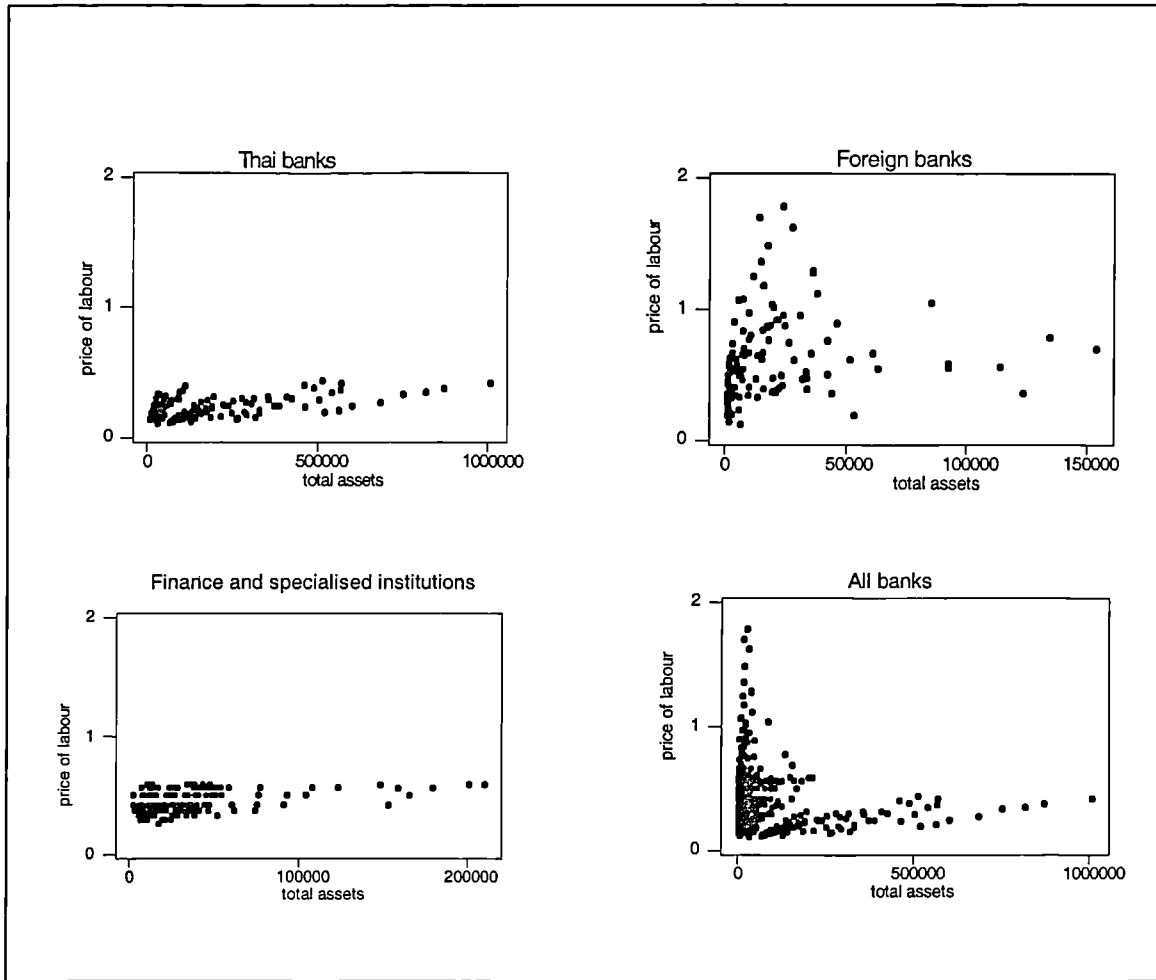 Thai banks
2
1
0
price of labour
0 500000 1000000
total assets
Foreign banks
2
1
0
price of labour
0 50000 100000 150000
total assets
Finance and specialised institutions
2
1
0
price of labour
0 100000 200000
total assets
All banks
2
1
0
price of labour
0 500000 1000000
total assets